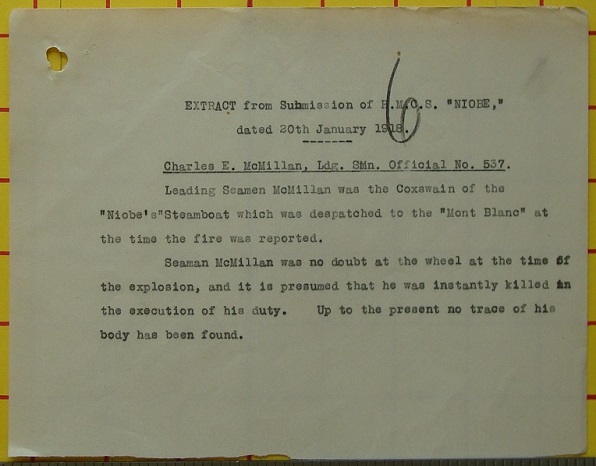 6
EXTRACT from Submission of H.M.C.S. "NIOBE,"
dated 20th January 1918.
Charles E. McMillan, Ldg. Smn. Official No. 537.
Leading Seamen McMillan was the Coxswain of the
"Niobe's"Steamboat which was despatched to the "Mont Blanc" at
the time the fire was reported.
Seaman McMillan was no doubt at the wheel at the time of
the explosion, and it is presumed that he was instantly killed in
the execution of his duty. Up to the present no trace of his
body has been found.